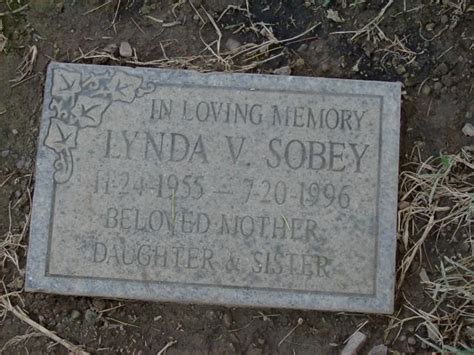 IN LOVING MEMORY
LYNDA V. SOBEY
11-24-1955 — 7-20-1996
BELOVED MOTHER
DAUGHTER & SISTER